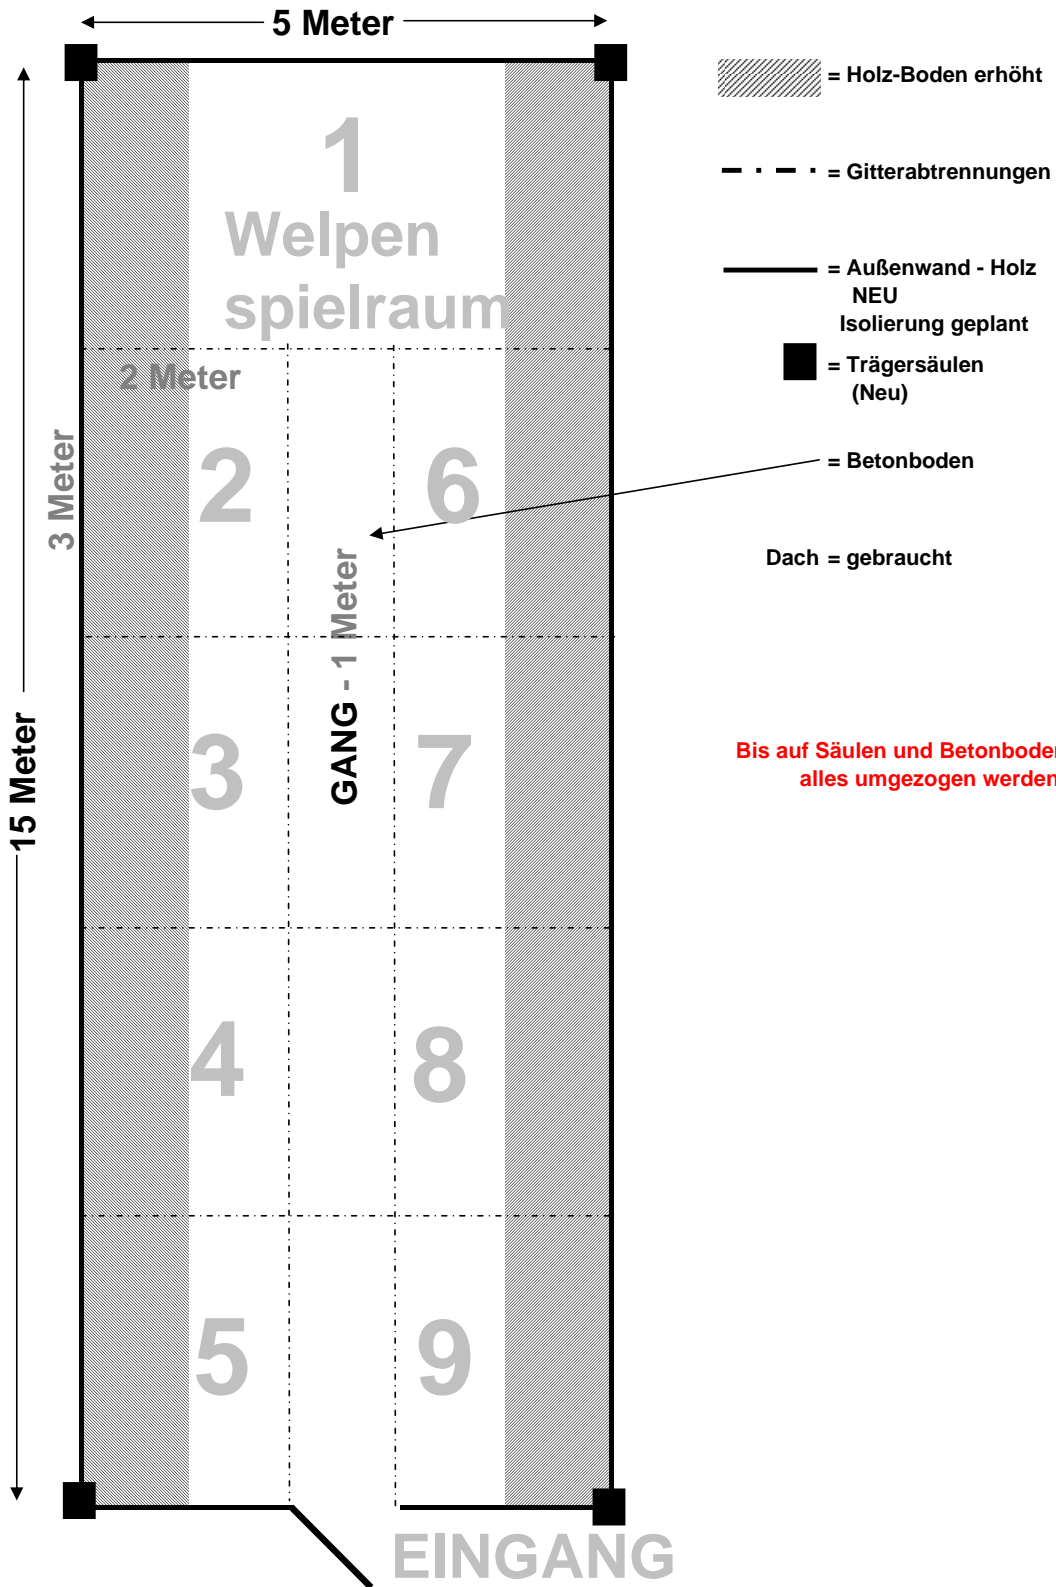 5 Meter
= Holz-Boden erhöht
1
= Gitterabtrennungen
Welpen
spielraum
= Außenwand - Holz
NEU
Isolierung geplant
= Trägersäulen
(Neu)
2 Meter
3 Meter
2
6
= Betonboden
Dach = gebraucht
GANG - 1 Meter
15 Meter
3
7
Bis auf Säulen und Betonboden
alles umgezogen werden
4
8
5
9
EINGANG